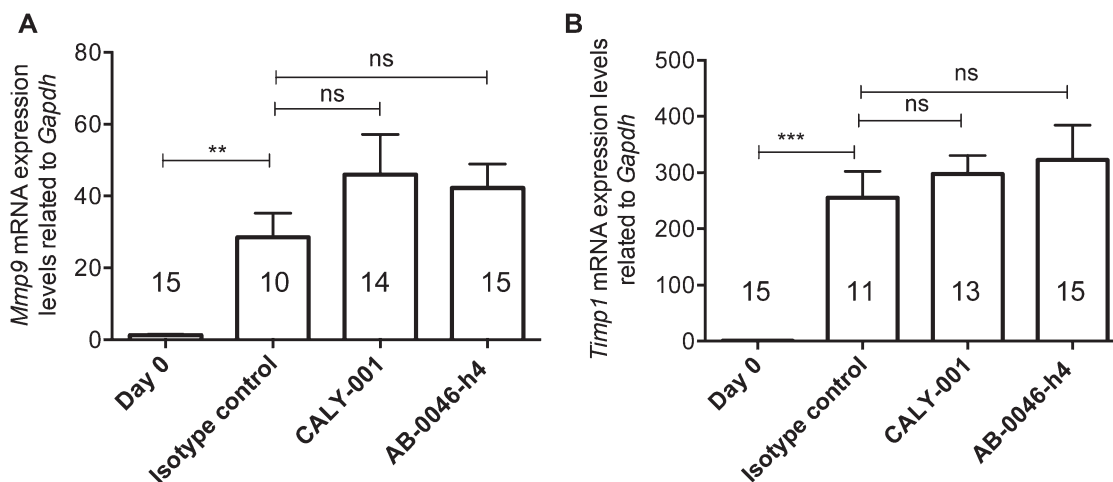 A
Mmp9 mRNA expression
levels related to Gapdh
80
60
40
20
0
**
ns
ns
15
10
14
15
Day 0
Isotype control
CALY-001
AB-0046-h4
B
Timp1 mRNA expression levels
related to Gapdh
500
400
300
200
100
0
***
ns
ns
15
11
13
15
Day 0
Isotype control
CALY-001
AB-0046-h4